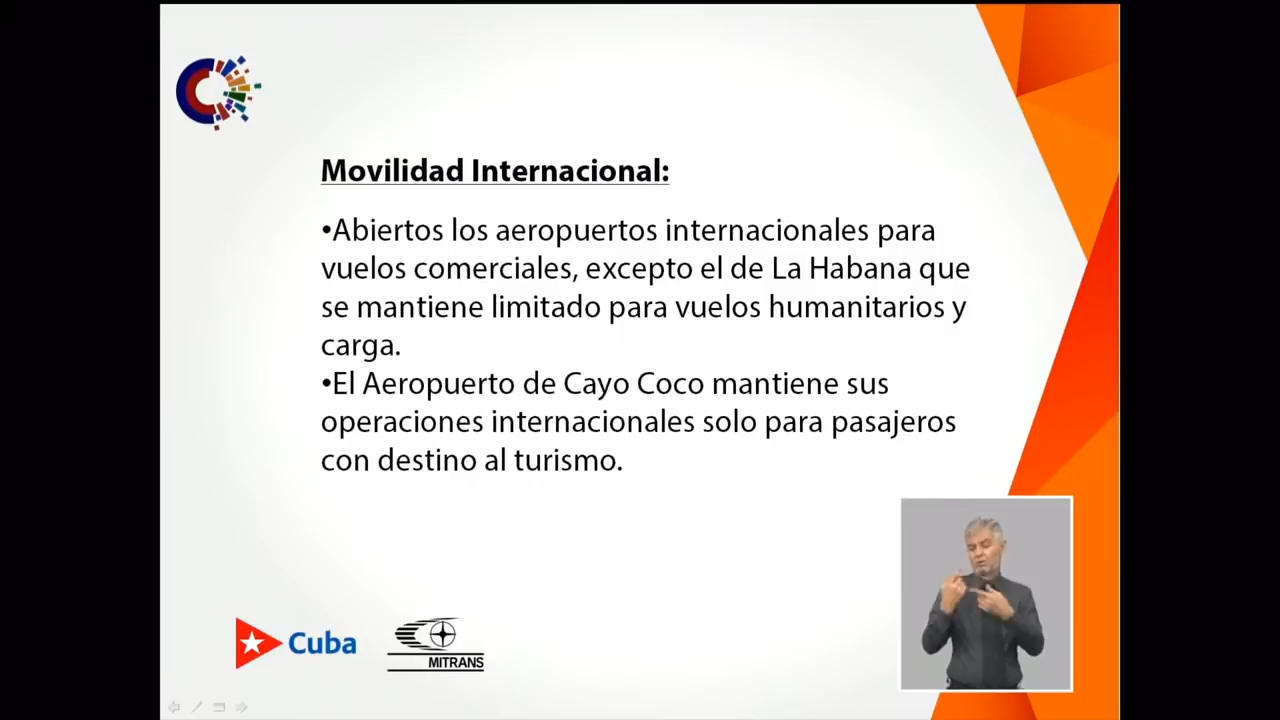 Movilidad Internacional:
•Abiertos los aeropuertos internacionales para
vuelos comerciales, excepto el de La Habana que
se mantiene limitado para vuelos humanitarios y
carga.
•El Aeropuerto de Cayo Coco mantiene sus
operaciones internacionales solo para pasajeros
con destino al turismo.
Cuba
MITRANS